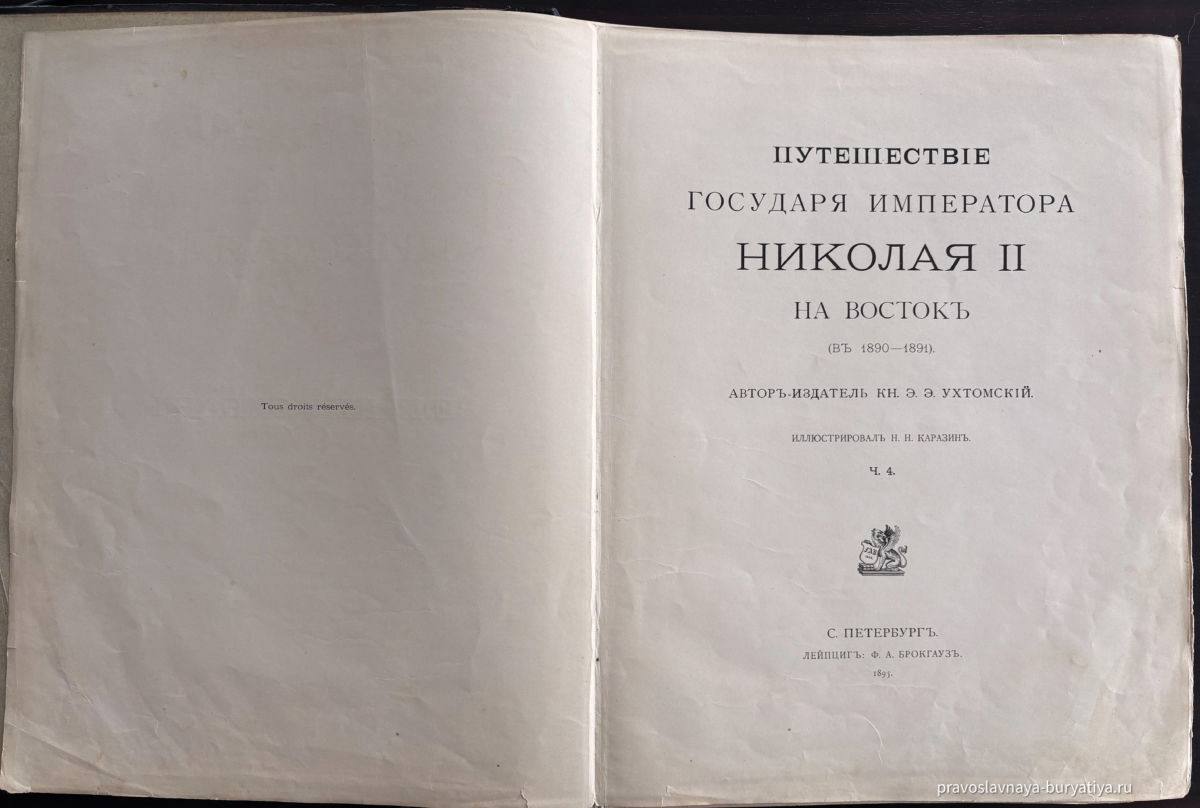 Tous droits réservés.
ПУТЕШЕСТВІЕ
ГОСУДАРЯ ИМПЕРАТОРА
НИКОЛАЯ II
НА ВОСТОКЪ
(ВЪ 1890—1891).
АВТОРЪ-ИЗДАТЕЛЬ КН. Э. Э. УХТОМСКІЙ.
ИЛЛЮСТРИРОВАЛЪ Н. Н. КАРАЗИНЪ.
Ч. 4.
С. ПЕТЕРБУРГЪ.
ЛЕЙПЦИГЪ: Ф. А. БРОКГАУЗЪ.
1895.
pravoslavnaya-buryatiya.ru